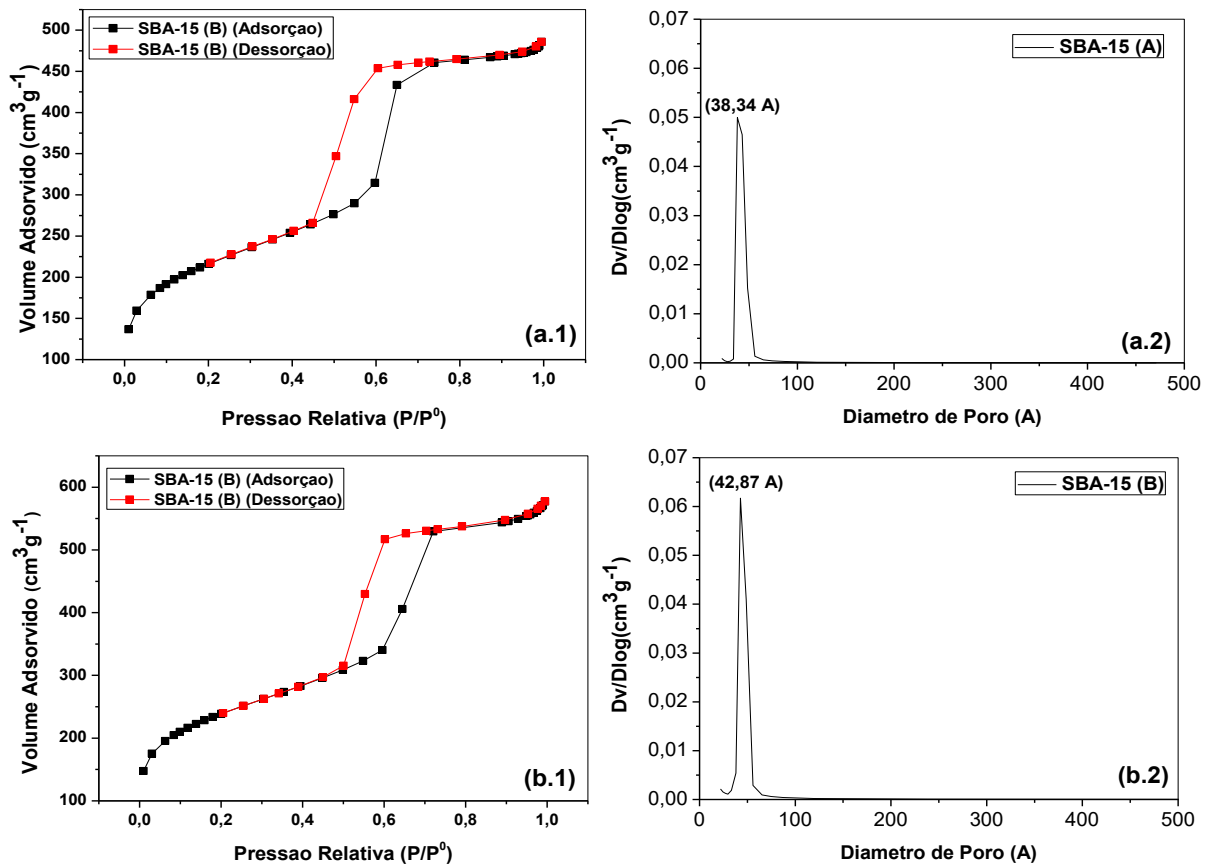 SBA-15 (B) (Adsorçao)
SBA-15 (B) (Dessorçao)
Volume Adsorvido (cm³g⁻¹)
500
450
400
350
300
250
200
150
100
0,0 0,2 0,4 0,6 0,8 1,0
Pressao Relativa (P/P⁰)
(a.1)
SBA-15 (A)
(38,34 A)
Dv/Dlog(cm³g⁻¹)
0,07
0,06
0,05
0,04
0,03
0,02
0,01
0,00
0 100 200 300 400 500
Diametro de Poro (A)
(a.2)
SBA-15 (B) (Adsorçao)
SBA-15 (B) (Dessorção)
Volume Adsorvido (cm³g⁻¹)
600
500
400
300
200
100
0,0 0,2 0,4 0,6 0,8 1,0
Pressao Relativa (P/P⁰)
(b.1)
SBA-15 (B)
(42,87 A)
Dv/Dlog(cm³g⁻¹)
0,07
0,06
0,05
0,04
0,03
0,02
0,01
0,00
0 100 200 300 400 500
Diametro de Poro (A)
(b.2)